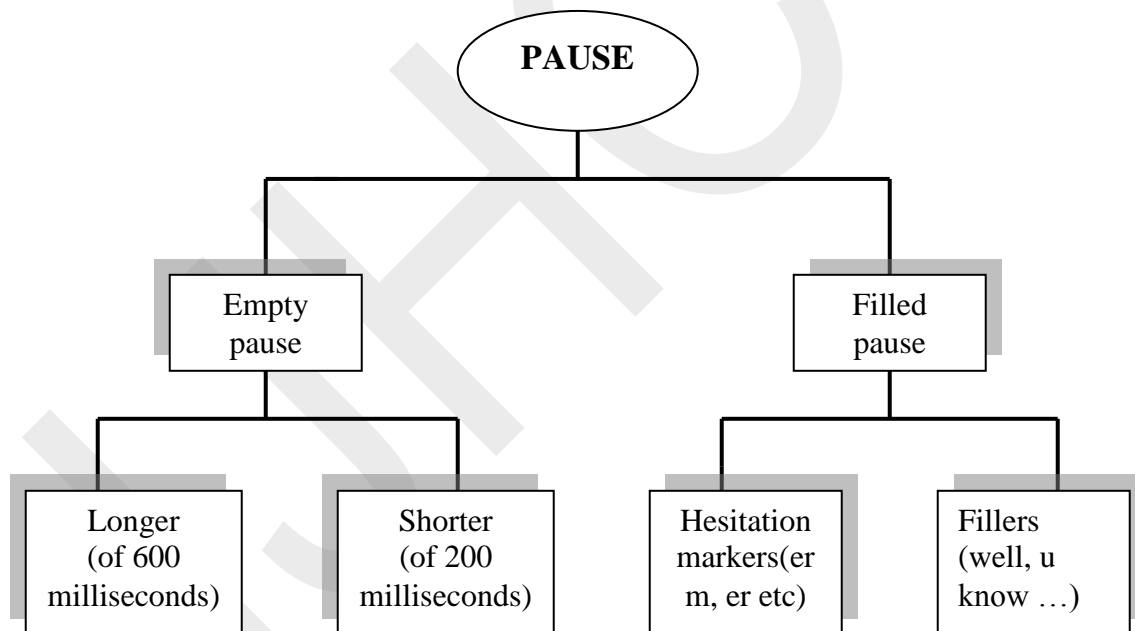 PAUSE
Empty
pause
Filled
pause
Longer
(of 600
milliseconds)
Shorter
(of 200
milliseconds)
Hesitation
markers(er
m, er etc)
Fillers
(well, u
know …)